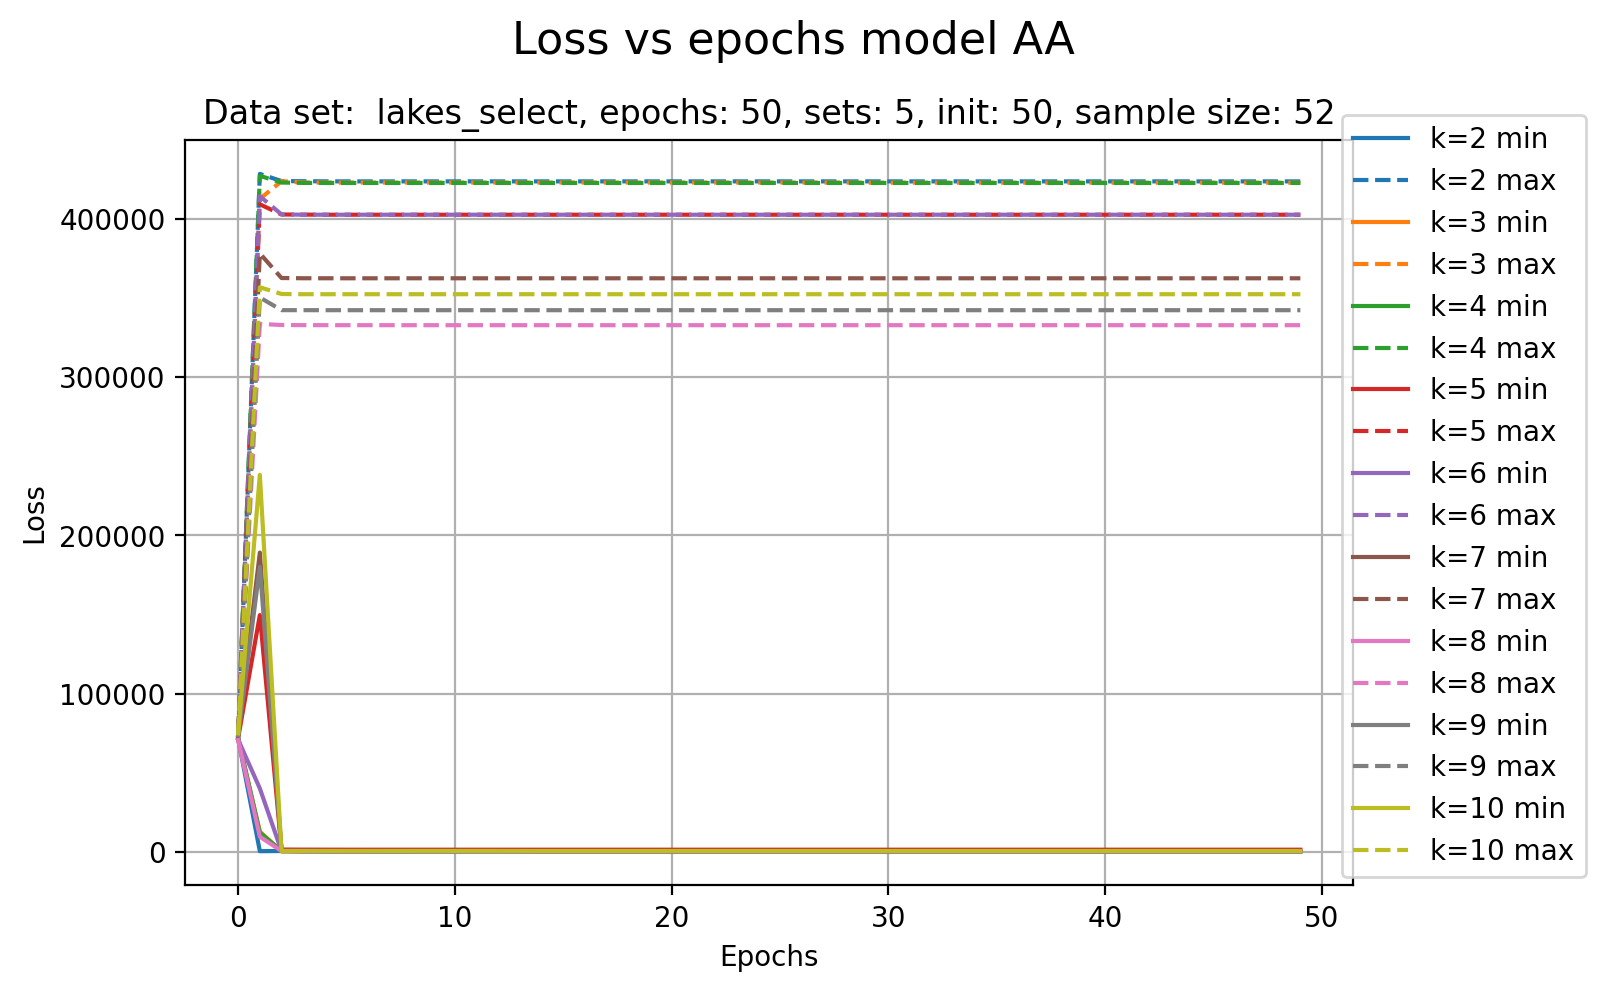 Loss vs epochs model AA
Data set:  lakes_select, epochs: 50, sets: 5, init: 50, sample size: 52
Loss
400000
300000
200000
100000
0
0
10
20
30
40
50
Epochs
k=2 min
k=2 max
k=3 min
k=3 max
k=4 min
k=4 max
k=5 min
k=5 max
k=6 min
k=6 max
k=7 min
k=7 max
k=8 min
k=8 max
k=9 min
k=9 max
k=10 min
k=10 max